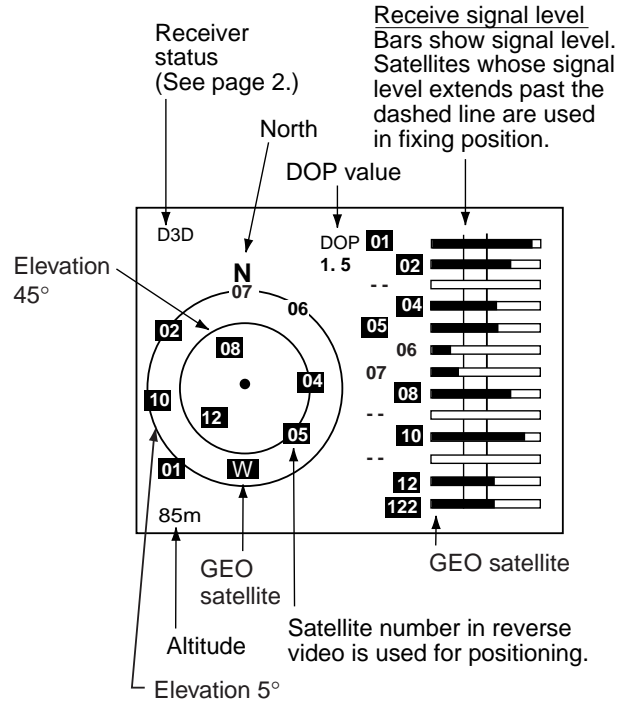 Receive signal level
Bars show signal level.
Satellites whose signal
level extends past the
dashed line are used
in fixing position.
Receiver
status
(See page 2.)
North
DOP value
D3D
DOP
1. 5
N
Elevation
45°
07
06
02
08
04
10
12
05
01
W
85m
01
02
- -
04
05
06
07
08
- -
10
- -
12
122
GEO
satellite
GEO satellite
Altitude
Satellite number in reverse
video is used for positioning.
Elevation 5°